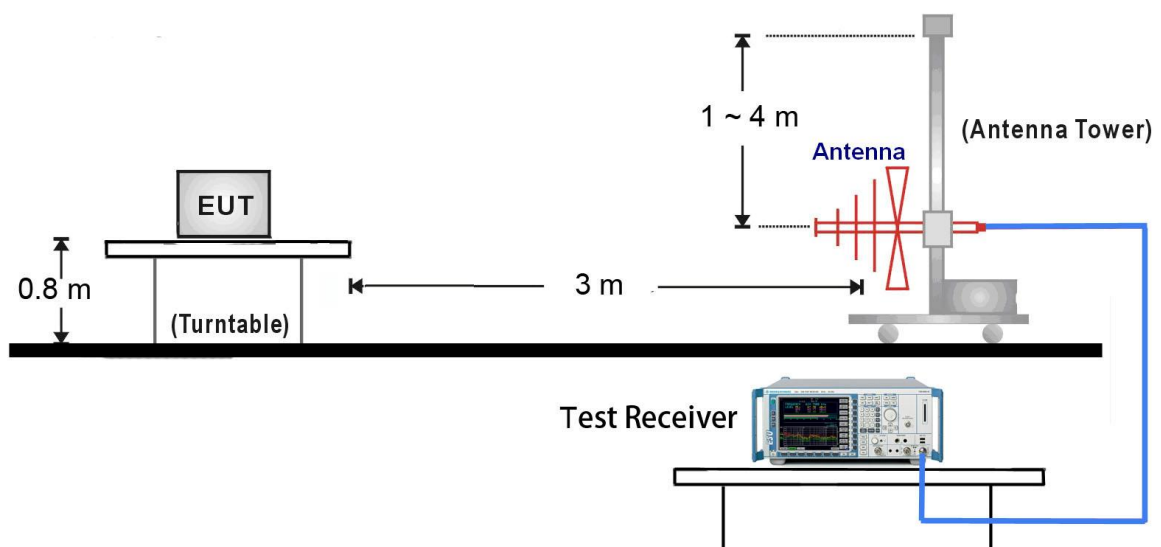 1 ~ 4 m
(Antenna Tower)
Antenna
EUT
0.8 m
3 m
(Turntable)
Test Receiver